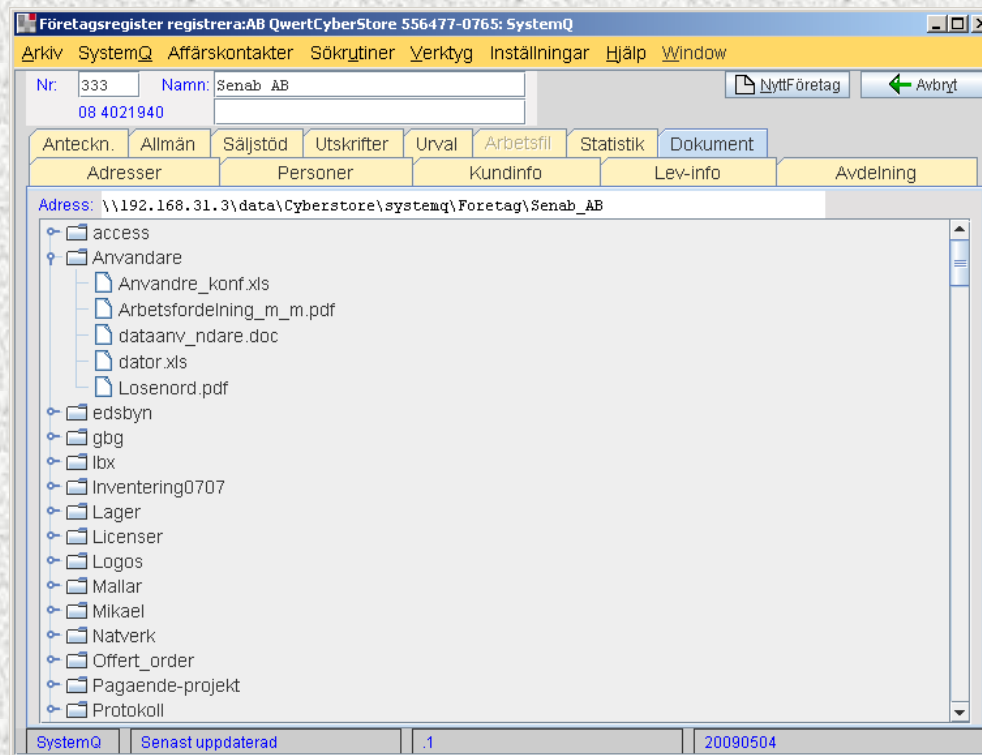 Företagsregister registrera:AB QwertCyberStore 556477-0765: SystemQ
Arkiv SystemQ Affärskontakter Sökrutiner Verktyg Inställningar Hjälp Window
Nr: 333 Namn: Senab AB NyttFöretag Avbryt
08 4021940
Anteckn. Allmän Säljstöd Utskrifter Urval Arbetsfil Statistik Dokument
Adresser Personer Kundinfo Lev-info Avdelning
Adress: \\192.168.31.3\data\Cyberstore\systemq\Foretag\Senab_AB
access
Anvandare
Anvandre_konf.xls
Arbetsfordelning_m_m.pdf
dataanv_ndare.doc
dator.xls
Losenord.pdf
edsbyn
gbg
lbx
Inventering0707
Lager
Licenser
Logos
Mallar
Mikael
Natverk
Offert_order
Pagaende-projekt
Protokoll
SystemQ Senast uppdaterad .1 20090504